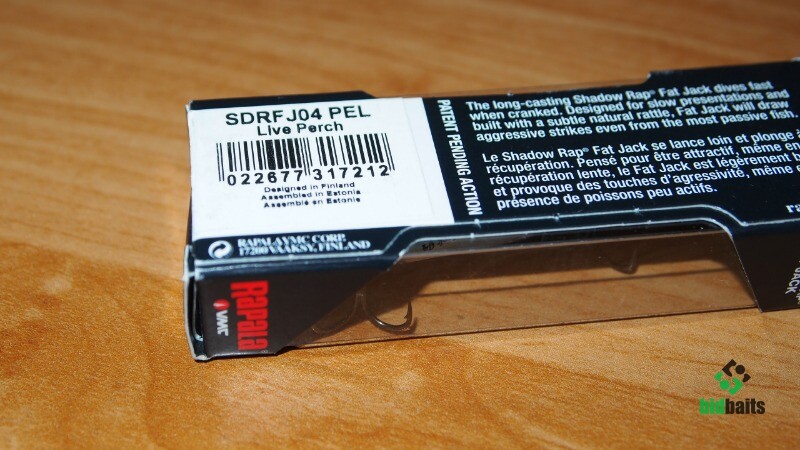 SDRFJ04 PEL
Live Perch
022677 317212
Designed in Finland
Assembled in Estonia
Assemblé en Estonie
RAPALA VMC CORP.
17200 VÄÄKSY, FINLAND
PATENT PENDING ACTION
The long-casting Shadow Rap® Fat Jack dives fast
when cranked. Designed for slow presentations and
built with a subtle natural rattle, Fat Jack will draw
aggressive strikes even from the most passive fish.
Le Shadow Rap® Fat Jack se lance loin et plonge
récupération. Pensé pour être attractif, même en
récupération lente, le Fat Jack est légèrement
et provoque des touches d'agressivité, même
présence de poissons peu actifs.
JACK
RAPALA
VMC
bidbaits